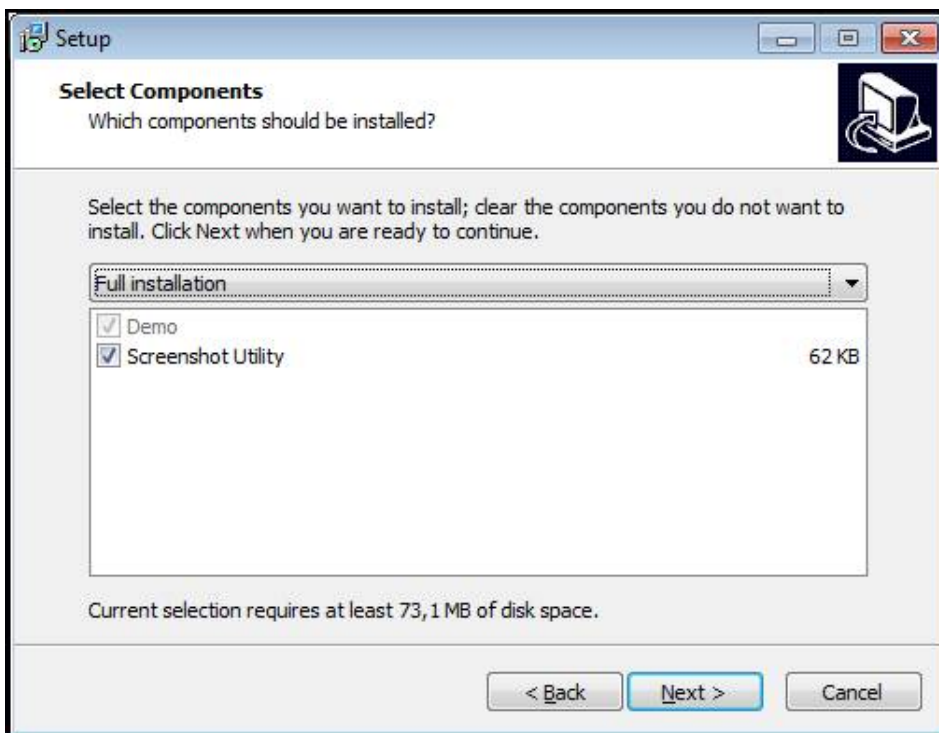 Setup
Select Components
Which components should be installed?
Select the components you want to install; clear the components you do not want to
install. Click Next when you are ready to continue.
Full installation
Demo
Screenshot Utility 62 KB
Current selection requires at least 73,1 MB of disk space.
< Back Next > Cancel